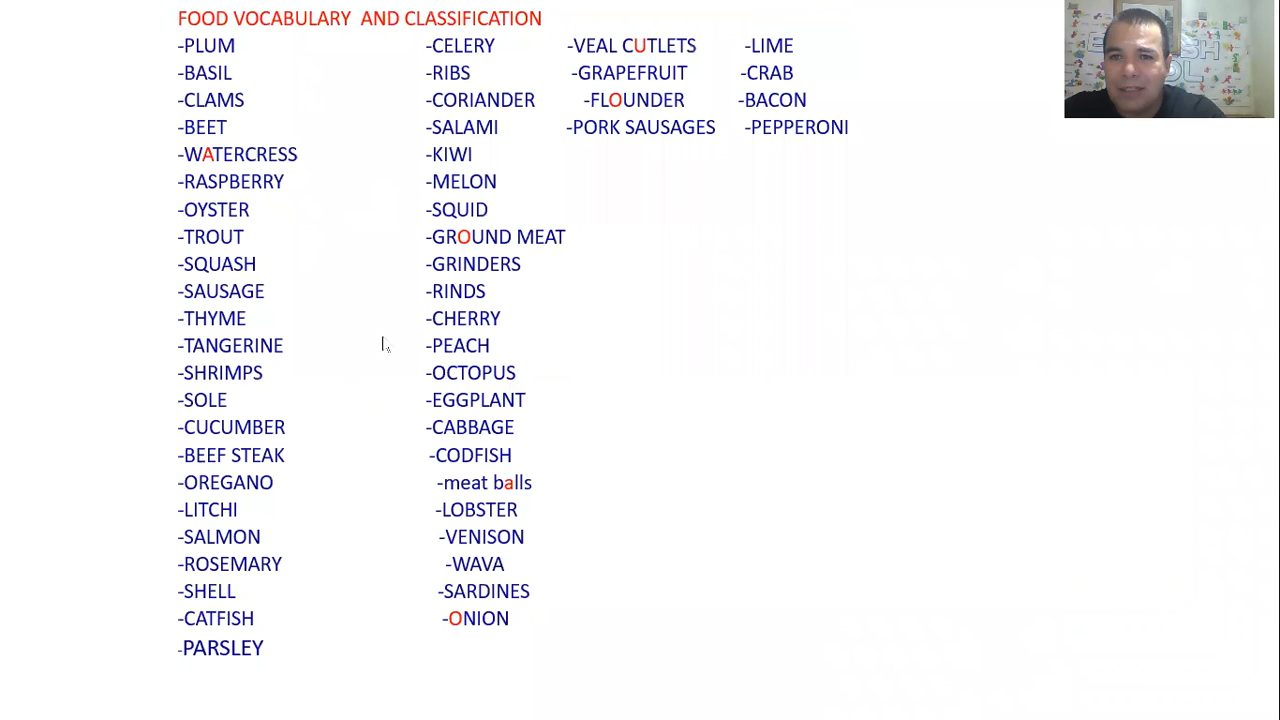 FOOD VOCABULARY  AND CLASSIFICATION
-PLUM
-BASIL
-CLAMS
-BEET
-WATERCRESS
-RASPBERRY
-OYSTER
-TROUT
-SQUASH
-SAUSAGE
-THYME
-TANGERINE
-SHRIMPS
-SOLE
-CUCUMBER
-BEEF STEAK
-OREGANO
-LITCHI
-SALMON
-ROSEMARY
-SHELL
-CATFISH
-PARSLEY
-CELERY
-RIBS
-CORIANDER
-SALAMI
-KIWI
-MELON
-SQUID
-GROUND MEAT
-GRINDERS
-RINDS
-CHERRY
-PEACH
-OCTOPUS
-EGGPLANT
-CABBAGE
-CODFISH
-meat balls
-LOBSTER
-VENISON
-WAVA
-SARDINES
-ONION
-VEAL CUTLETS
-GRAPEFRUIT
-FLOUNDER
-PORK SAUSAGES
-LIME
-CRAB
-BACON
-PEPPERONI